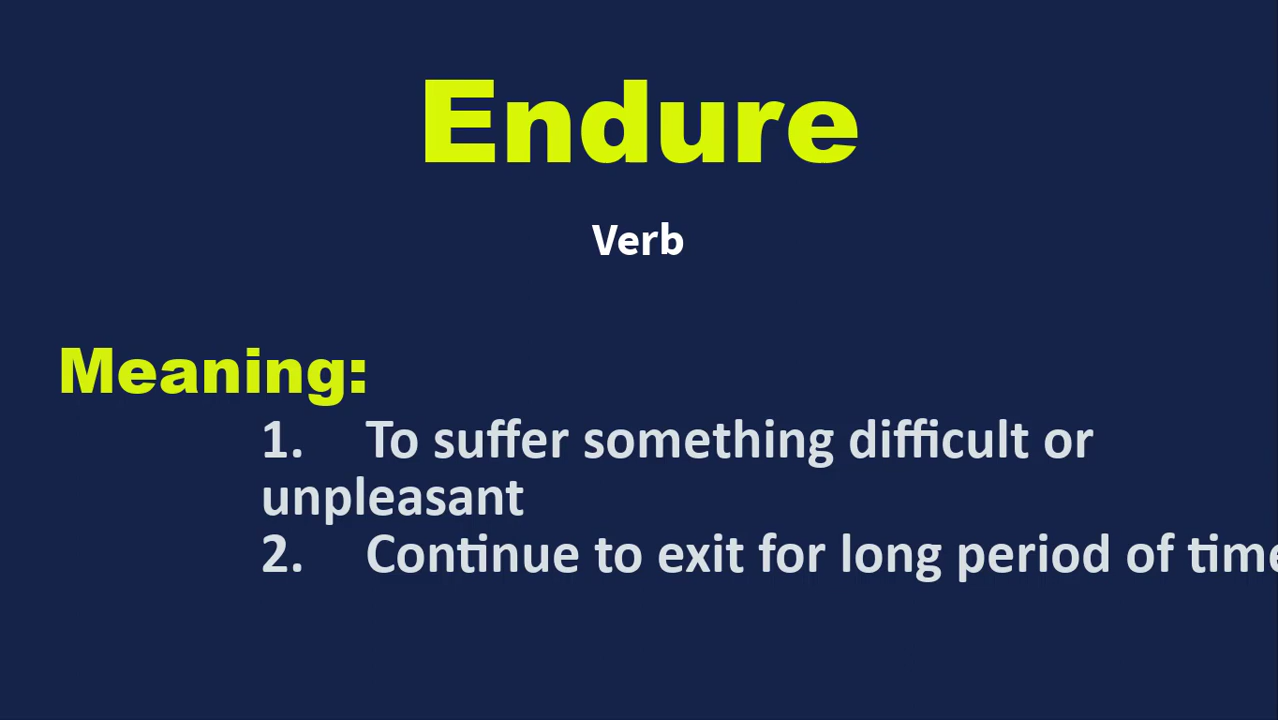 Endure
Verb
Meaning:
1. To suffer something difficult or
unpleasant
2. Continue to exit for long period of time